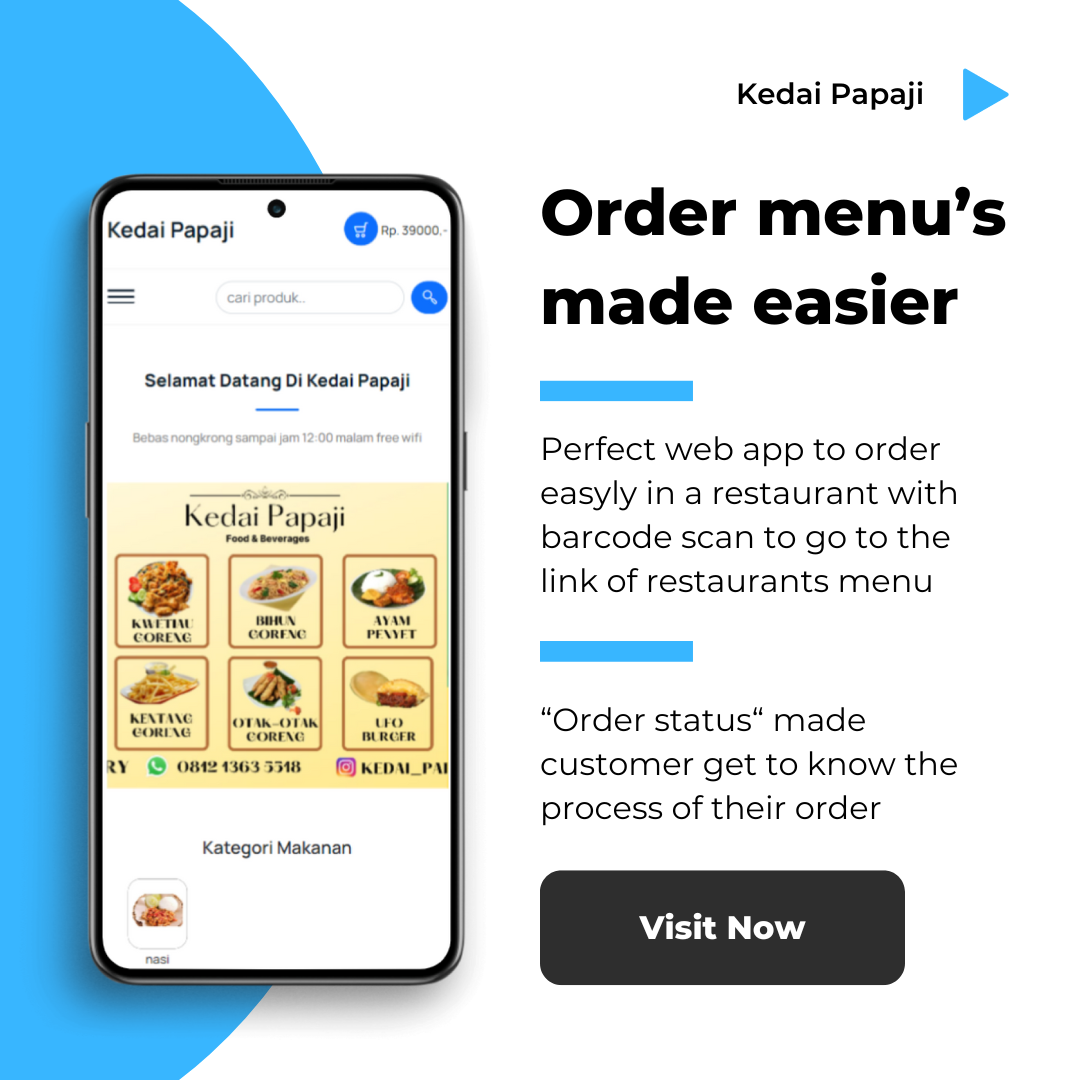 Kedai Papaji
Order menu’s
made easier
Perfect web app to order
easyly in a restaurant with
barcode scan to go to the
link of restaurants menu
“Order status“ made
customer get to know the
process of their order
Visit Now
Kedai Papaji
Rp. 39000,-
cari produk..
Selamat Datang Di Kedai Papaji
Bebas nongkrong sampai jam 12:00 malam free wifi
Kedai Papaji
Food & Beverages
KWETIAU
GORENG
BIHUN
GORENG
AYAM
PENYET
KENTANG
GORENG
OTAK-OTAK
GORENG
UFO
BURGER
RY 0812 1363 5518 KEDAI_PAI
Kategori Makanan
nasi